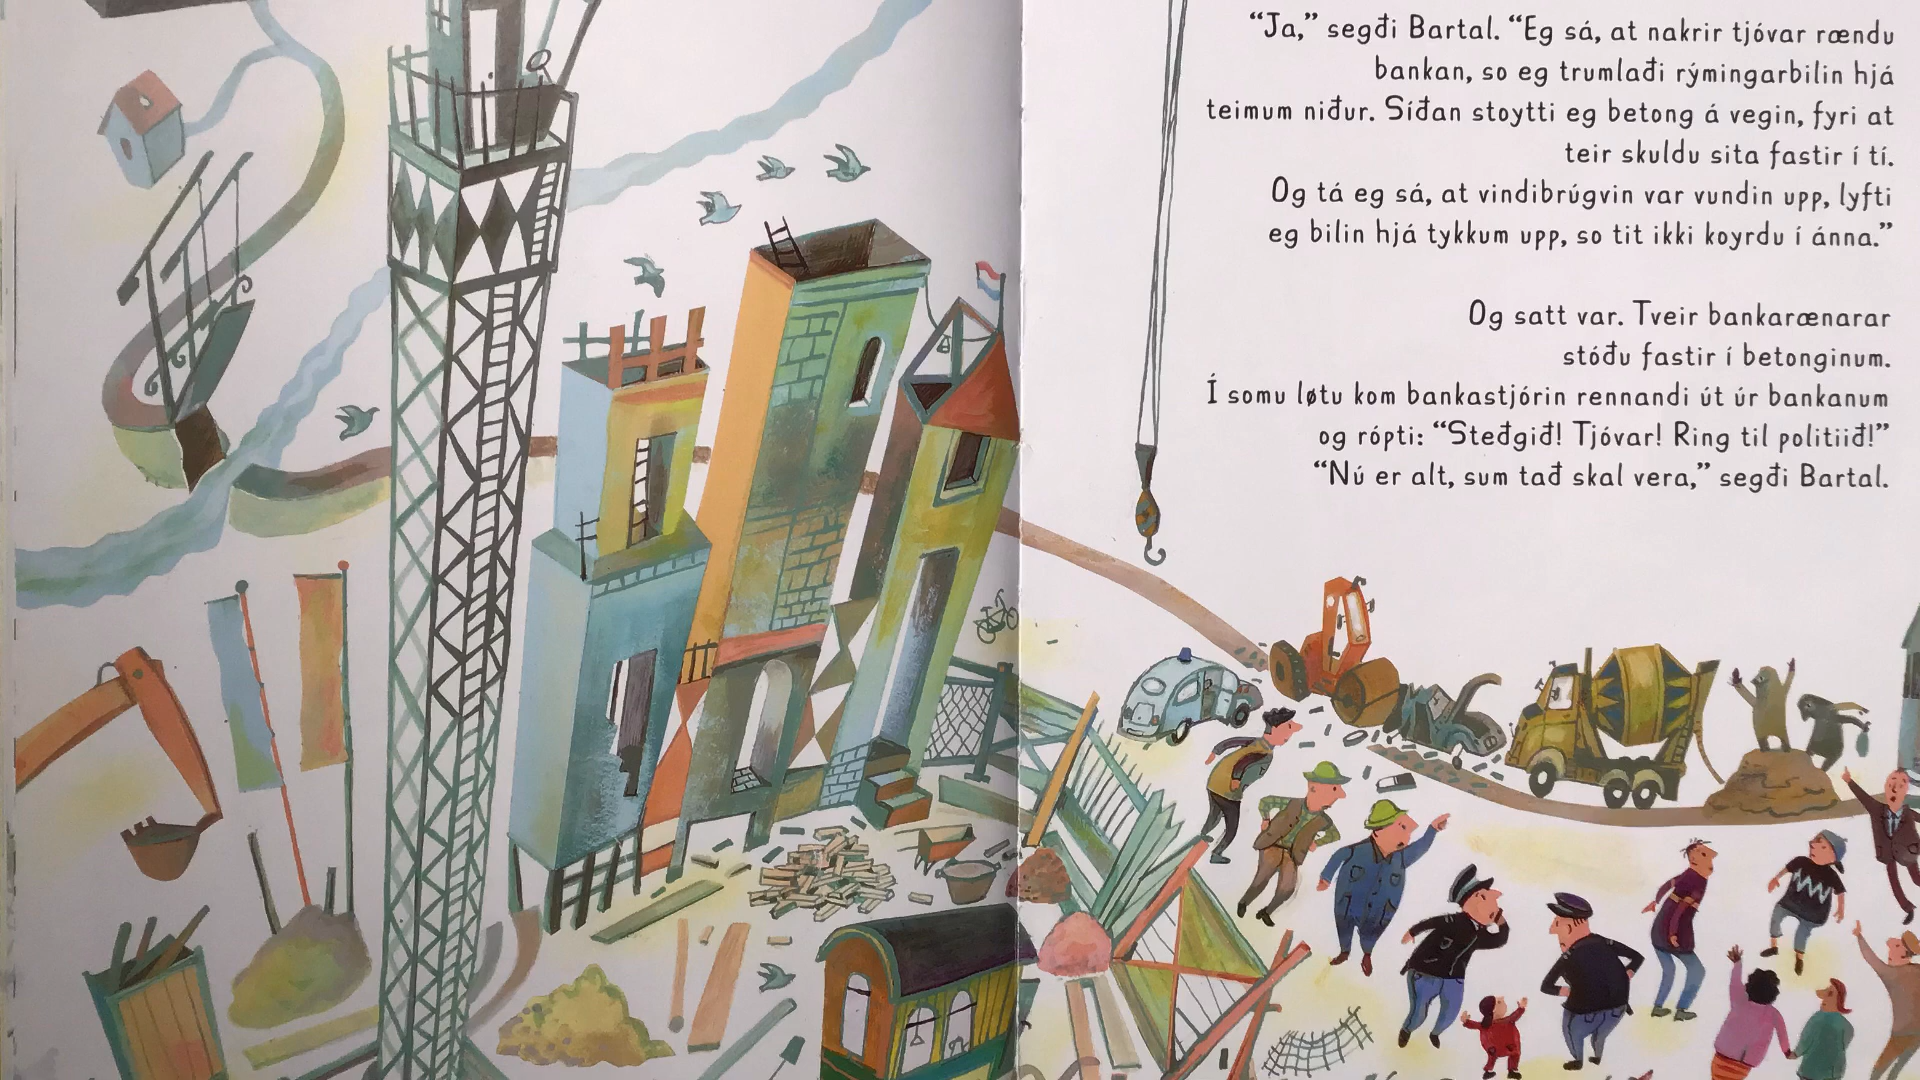 “Ja,” segði Bartal. “Eg sá, at nakrir tjóvar rændu
bankan, so eg trumlaði rýmingarbilin hjá
teimum niður. Síðan stoytti eg betong á vegin, fyri at
teir skuldu sita fastir í tí.
Og tá eg sá, at vindibrúgvin var vundin upp, lyfti
eg bilin hjá tykkum upp, so tit ikki koyrdu í ánna.”
Og satt var. Tveir bankarænarar
stóðu fastir í betonginum.
Í somu løtu kom bankastjórin rennandi út úr bankanum
og rópti: “Steðgið! Tjóvar! Ring til politiið!”
“Nú er alt, sum tað skal vera,” segði Bartal.